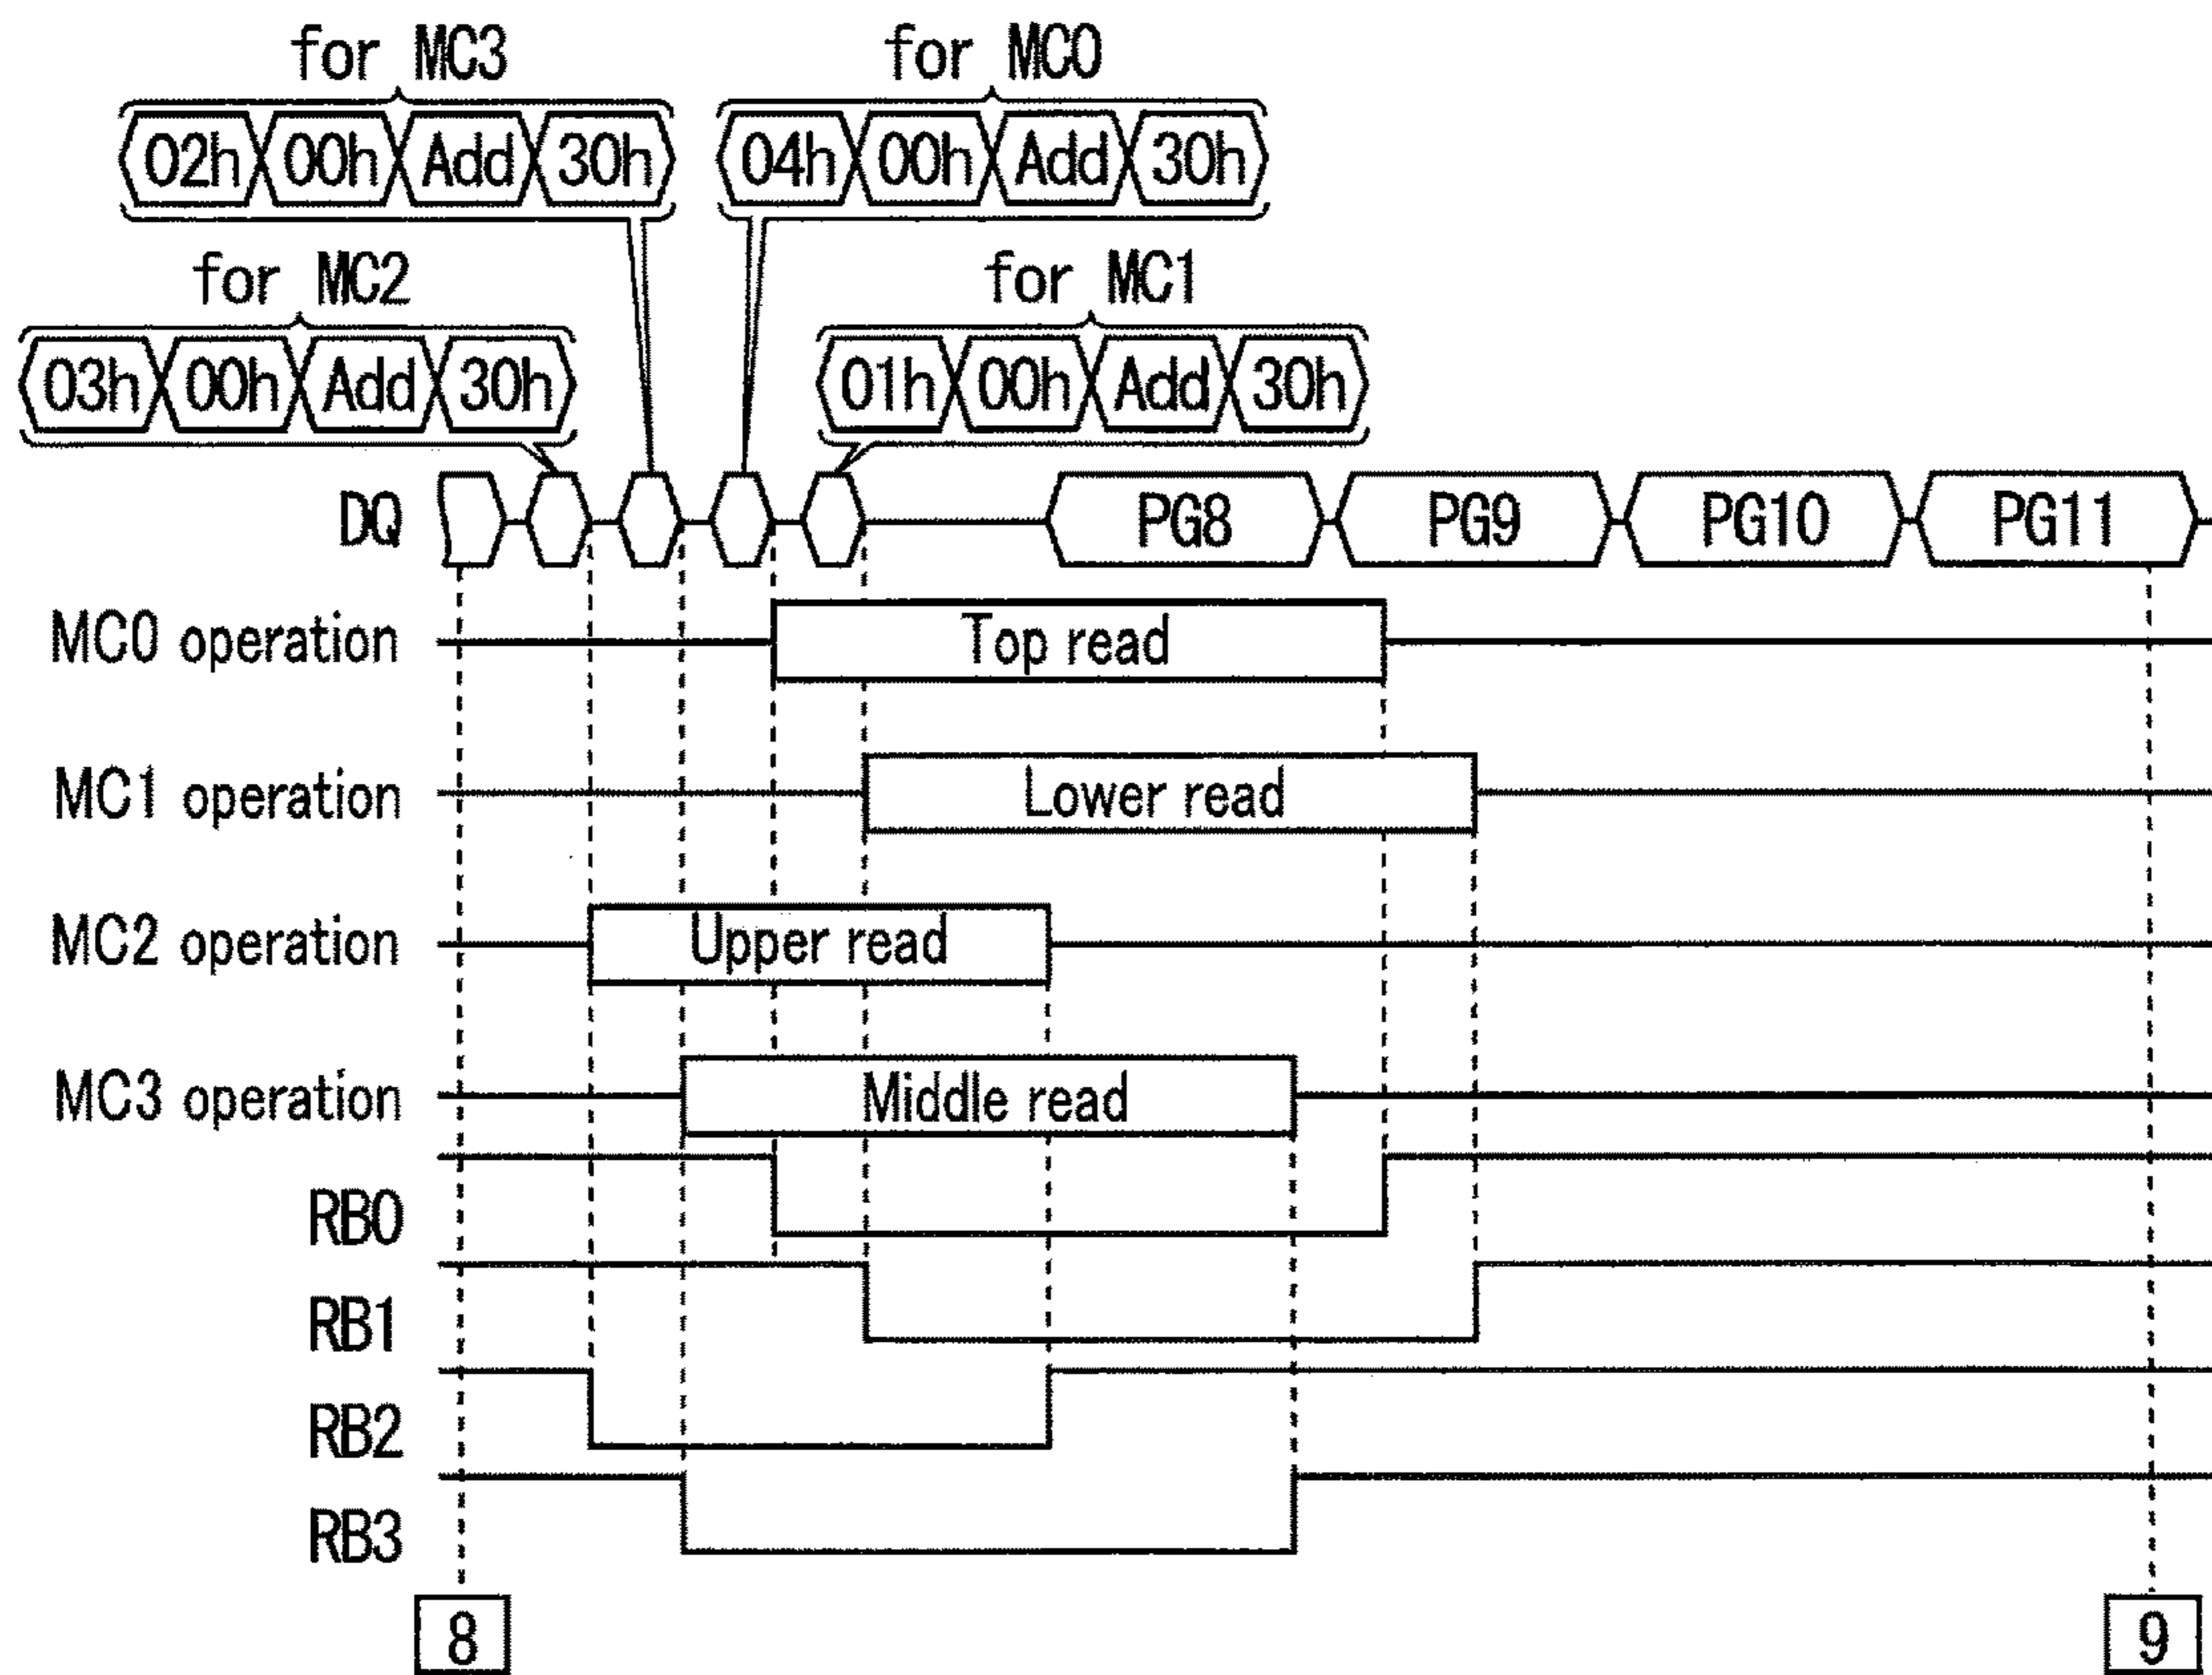 for MC3
for MC0
02h 00h Add 30h
04h 00h Add 30h
for MC2
for MC1
03h 00h Add 30h
01h 00h Add 30h
DQ PG8 PG9 PG10 PG11
MC0 operation Top read
MC1 operation Lower read
MC2 operation Upper read
MC3 operation Middle read
RB0
RB1
RB2
RB3
8 9